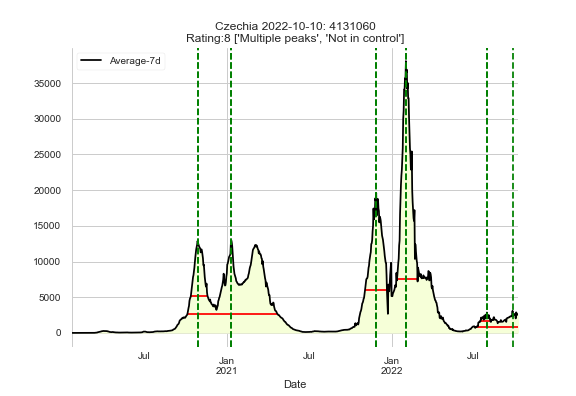 Czechia 2022-10-10: 4131060
Rating:8 ['Multiple peaks', 'Not in control']
Average-7d
35000
30000
25000
20000
15000
10000
5000
0
Jul
Jan
2021
Jul
Jan
2022
Jul
Date